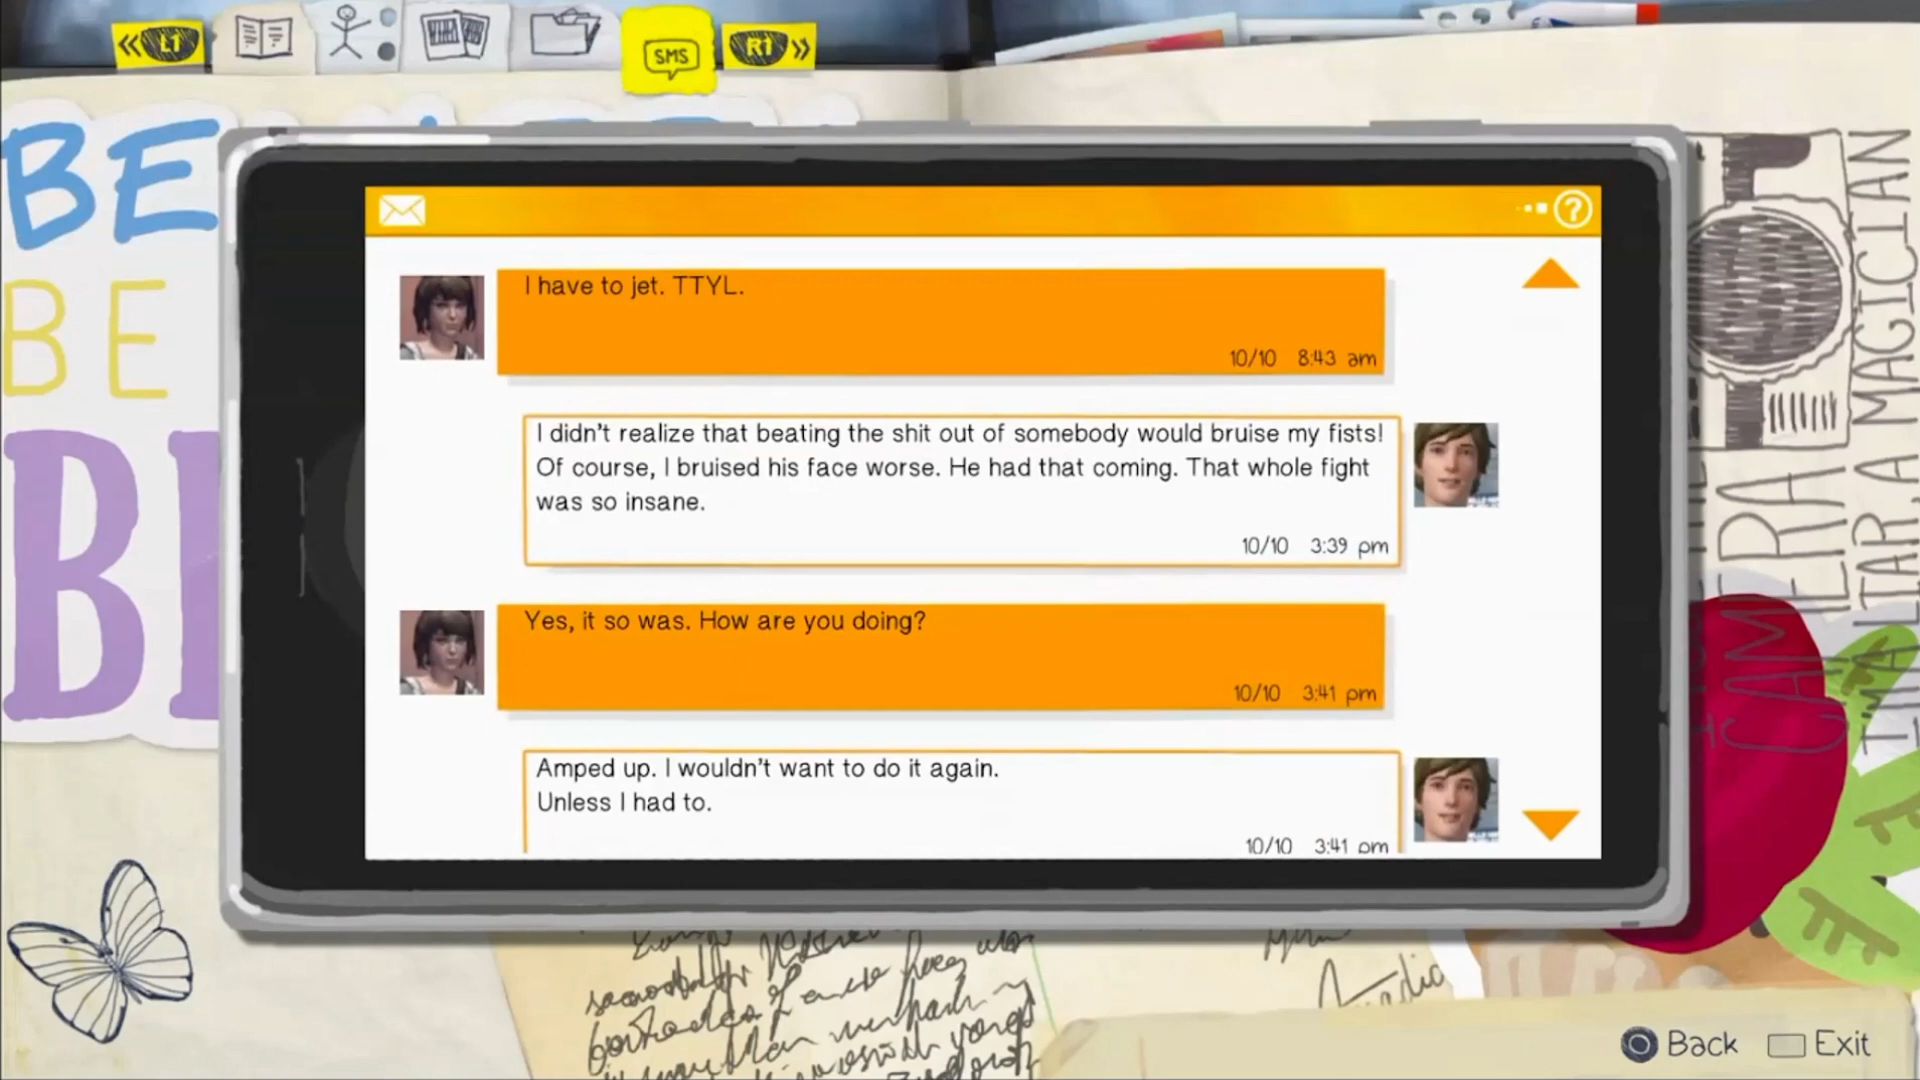 L1
SMS
R1
BE
BE
I have to jet. TTYL.
10/10 8:43 am
I didn't realize that beating the shit out of somebody would bruise my fists!
Of course, I bruised his face worse. He had that coming. That whole fight
was so insane.
10/10 3:39 pm
Yes, it so was. How are you doing?
10/10 3:41 pm
Amped up. I wouldn't want to do it again.
Unless I had to.
10/10 3:41 pm
CAMERA
ALTAR, A MAGICIAN
Back
Exit